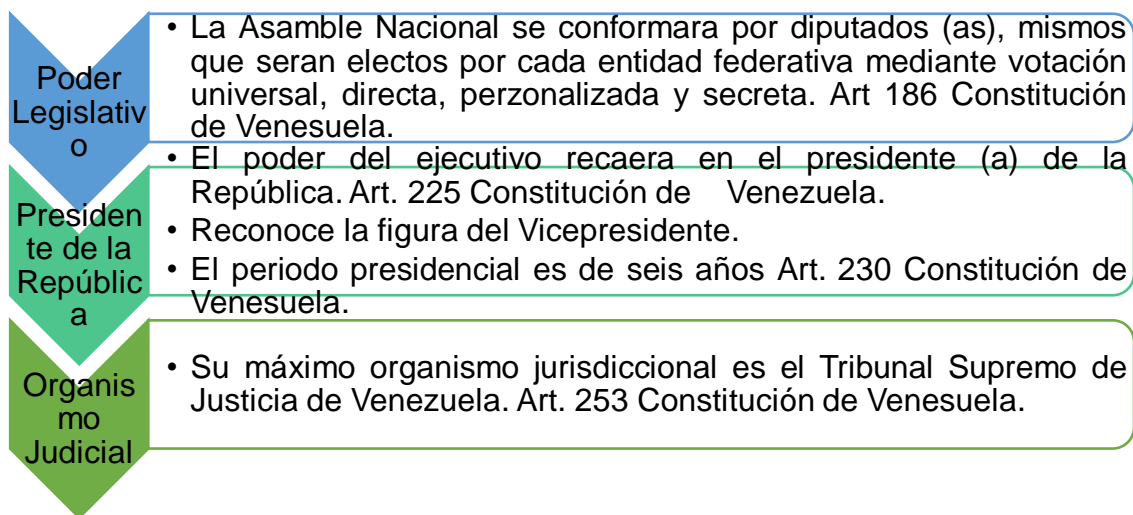 Poder
Legislativ
o
• La Asamble Nacional se conformara por diputados (as), mismos
que seran electos por cada entidad federativa mediante votación
universal, directa, perzonalizada y secreta. Art 186 Constitución
de Venesuela.
Presiden
te de la
Repúblic
a
• El poder del ejecutivo recaera en el presidente (a) de la
República. Art. 225 Constitución de Venezuela.
• Reconoce la figura del Vicepresidente.
• El periodo presidencial es de seis años Art. 230 Constitución de
Venesuela.
Organis
mo
Judicial
• Su máximo organismo jurisdiccional es el Tribunal Supremo de
Justicia de Venezuela. Art. 253 Constitución de Venesuela.